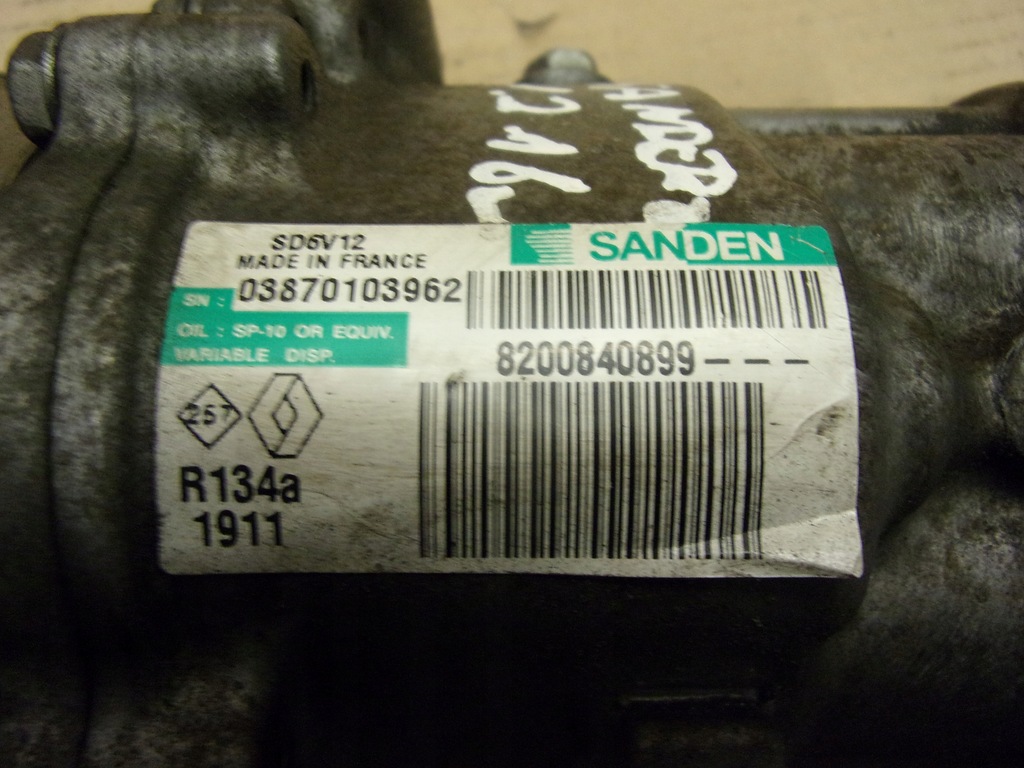 SD6V12
MADE IN FRANCE
SANDEN
SN : 03870103962
OIL : SP-10 OR EQUIV.
VARIABLE DISP.
8200840899---
257
R134a
1911